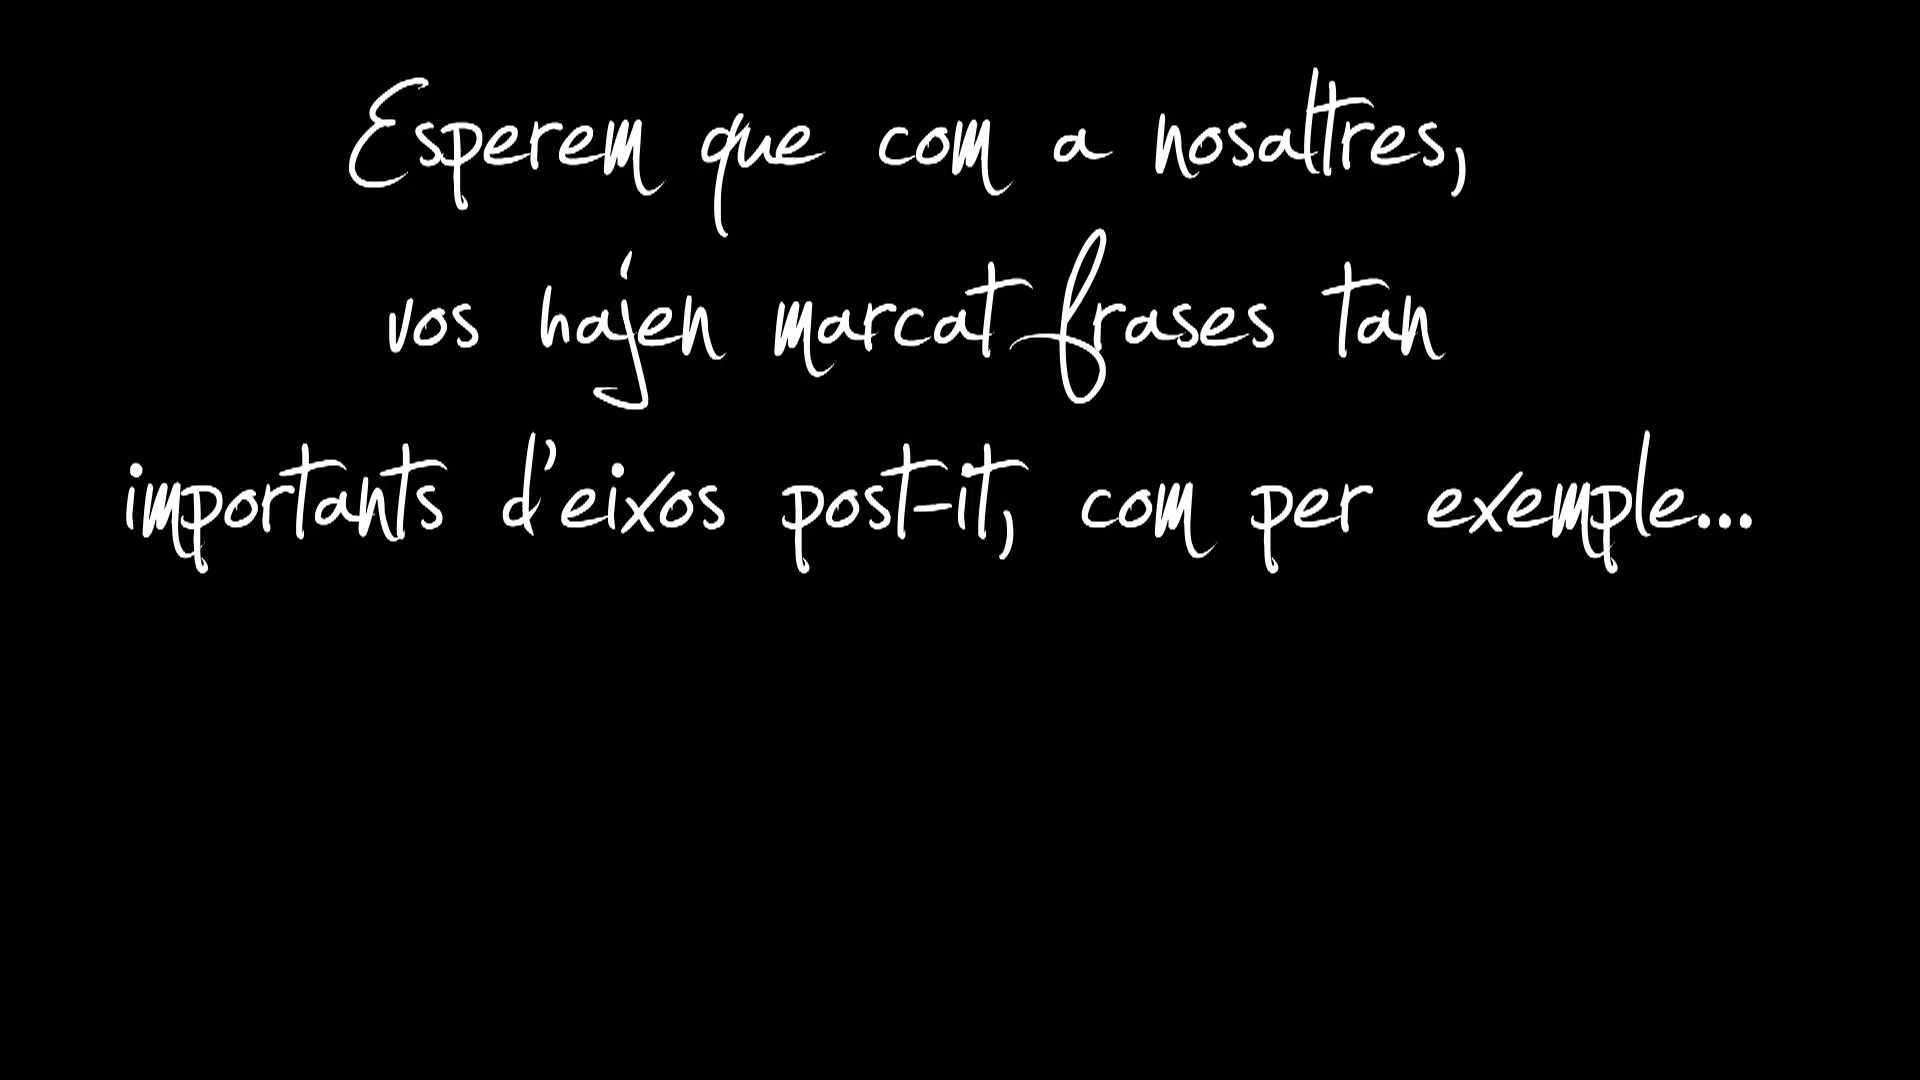 Esperem que com a nosaltres,
vos hajen marcat frases tan
importants d'eixos post-it, com per exemple...